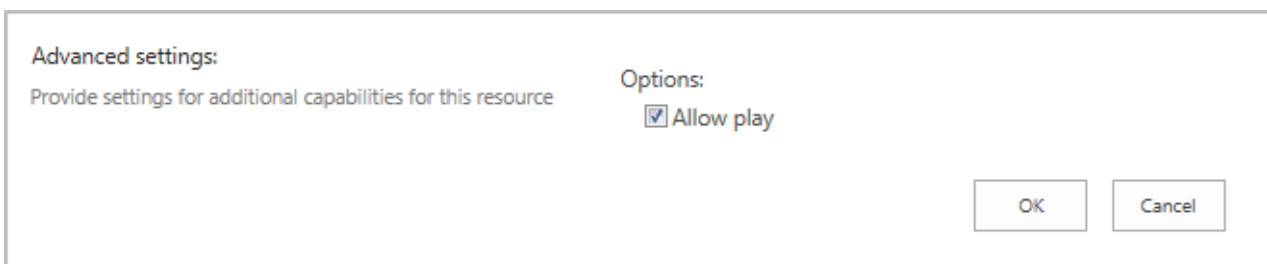 Advanced settings:
Provide settings for additional capabilities for this resource
Options:
Allow play
OK
Cancel